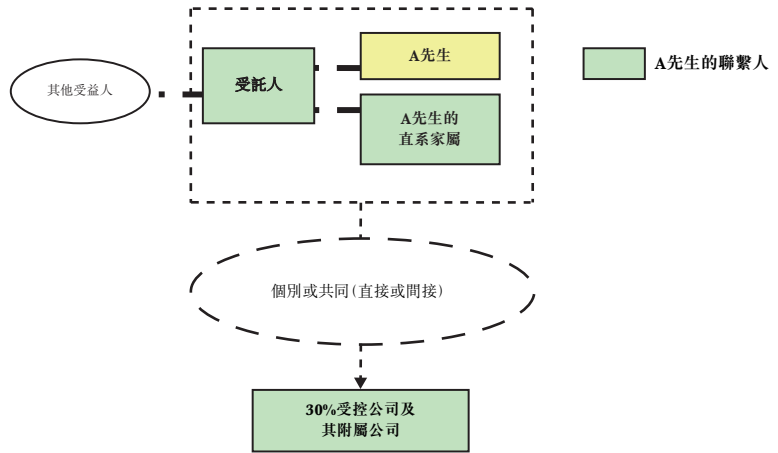 A先生
A先生的聯繫人
其他受益人
受託人
A先生的
直系家屬
個別或共同(直接或間接)
30%受控公司及
其附屬公司